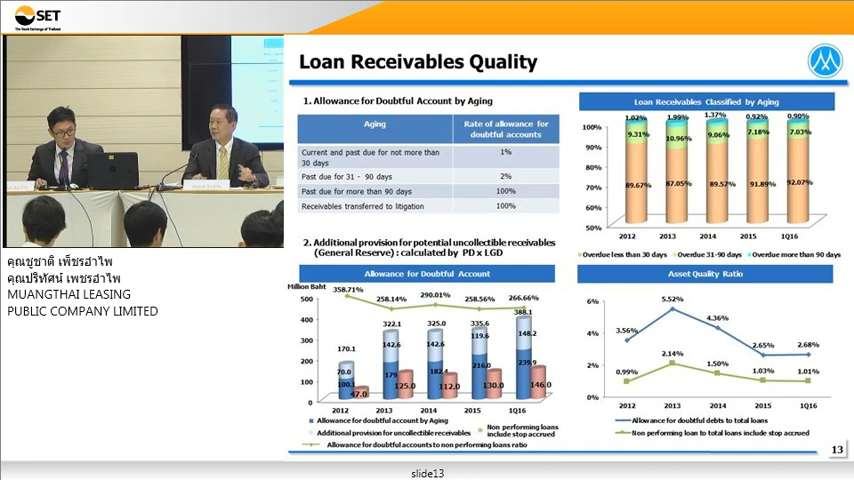 SET
The Stock Exchange of Thailand
Loan Receivables Quality
1. Allowance for Doubtful Account by Aging
Aging
Rate of allowance for
doubtful accounts
Current and past due for not more than
30 days
1%
Past due for 31 - 90 days
2%
Past due for more than 90 days
100%
Receivables transferred to litigation
100%
2. Additional provision for potential uncollectible receivables
(General Reserve) : calculated by PD x LGD
Allowance for Doubtful Account
Million Baht
358.71%
258.14%
290.01%
258.56%
266.66%
500
400
300
200
100
0
170.1
70.0
100.1
47.0
322.1
142.6
179
125.0
325.0
142.6
182.4
112.0
335.6
119.6
216.0
130.0
388.1
148.2
239.9
146.0
2012
2013
2014
2015
1Q16
Allowance for doubtful account by Aging
Additional provision for uncollectible receivables
Non performing loans
include stop accrued
Allowance for doubtful accounts to non performing loans ratio
Loan Receivables Classified by Aging
100%
90%
80%
70%
60%
50%
1.02%
1.99%
1.37%
0.92%
0.90%
9.31%
10.96%
9.06%
7.18%
7.03%
89.67%
87.05%
89.57%
91.89%
92.07%
2012
2013
2014
2015
1Q16
Overdue less than 30 days
Overdue 31-90 days
Overdue more than 90 days
Asset Quality Ratio
6%
4%
2%
0%
3.56%
5.52%
4.36%
2.65%
2.68%
0.99%
2.14%
1.50%
1.03%
1.01%
2012
2013
2014
2015
1Q16
Allowance for doubtful debts to total loans
Non performing loan to total loans include stop accrued
13
คุณชูชาติ เพ็ชรอำไพ
คุณปริทัศน์ เพชรอำไพ
MUANGTHAI LEASING
PUBLIC COMPANY LIMITED
slide13